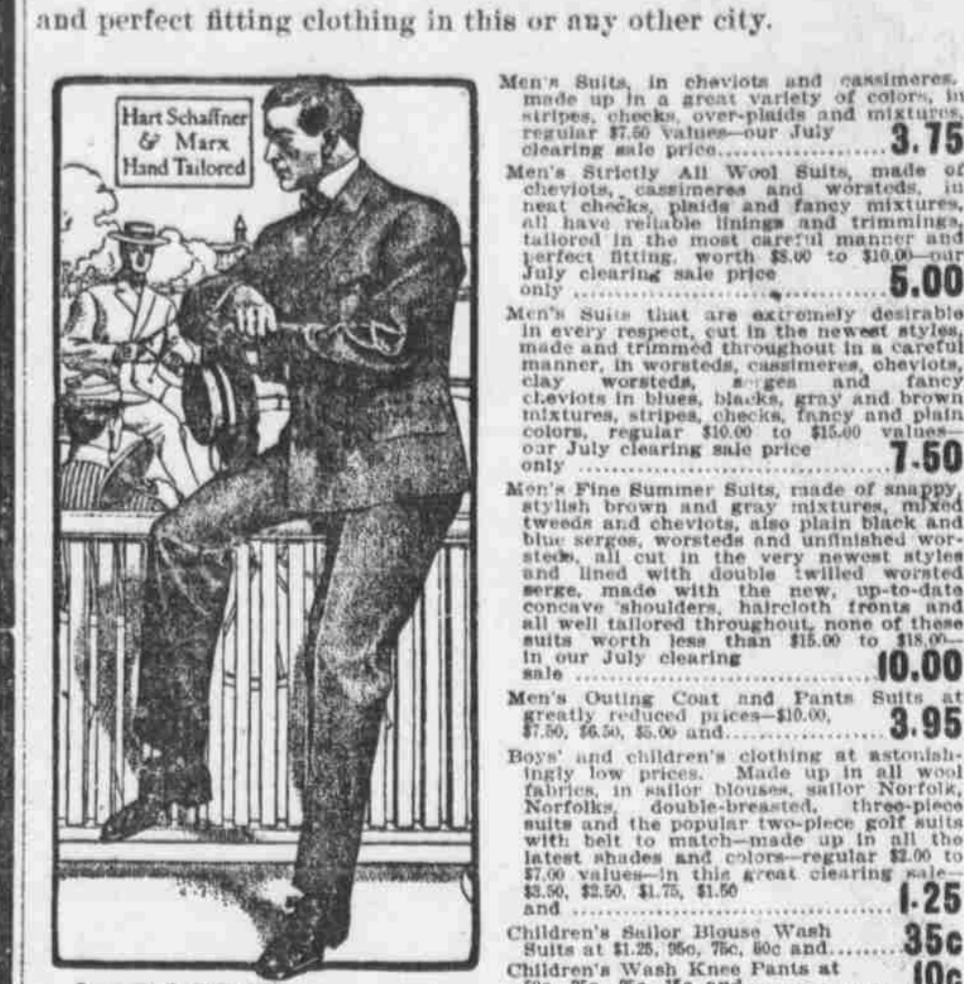 and perfect fitting clothing in this or any other city.
Hart Schaffner
& Marx
Hand Tailored
Men's Suits, in cheviots and cassimeres,
made up in a great variety of colors, in
stripes, checks, over-plaids and mixtures,
regular $7.50 values—our July
clearing sale price................ 3.75
Men's Strictly All Wool Suits, made of
cheviots, cassimeres and worsteds, in
neat checks, plaids and fancy mixtures,
all have reliable linings and trimmings,
tailored in the most careful manner and
perfect fitting, worth $8.00 to $10.00—our
July clearing sale price
only ............................. 5.00
Men's Suits that are extremely desirable
in every respect, cut in the newest styles,
made and trimmed throughout in a careful
manner, in worsteds, cassimeres, cheviots,
clay worsteds, serges and fancy
cheviots in blues, blacks, gray and brown
mixtures, stripes, checks, fancy and plain
colors, regular $10.00 to $15.00 values—
our July clearing sale price
only ............................. 7.50
Men's Fine Summer Suits, made of snappy,
stylish brown and gray mixtures, mixed
tweeds and cheviots, also plain black and
blue serges, worsteds and unfinished wor-
steds, all cut in the very newest styles
and lined with double twilled worsted
serge, made with the new, up-to-date
concave shoulders, haircloth fronts and
all well tailored throughout, none of these
suits worth less than $15.00 to $18.00—
in our July clearing
sale ............................. 10.00
Men's Outing Coat and Pants Suits at
greatly reduced prices—$10.00,
$7.50, $6.50, $5.00 and................ 3.95
Boys' and children's clothing at astonish-
ingly low prices. Made up in all wool
fabrics, in sailor blouses, sailor Norfolk,
Norfolks, double-breasted, three-piece
suits and the popular two-piece golf suits
with belt to match—made up in all the
latest shades and colors—regular $2.00 to
$7.00 values—in this great clearing sale—
$3.50, $2.50, $1.75, $1.50
and ............................. 1.25
Children's Sailor Blouse Wash
Suits at $1.25, 95c, 75c, 50c and......... 35c
Children's Wash Knee Pants at
10c